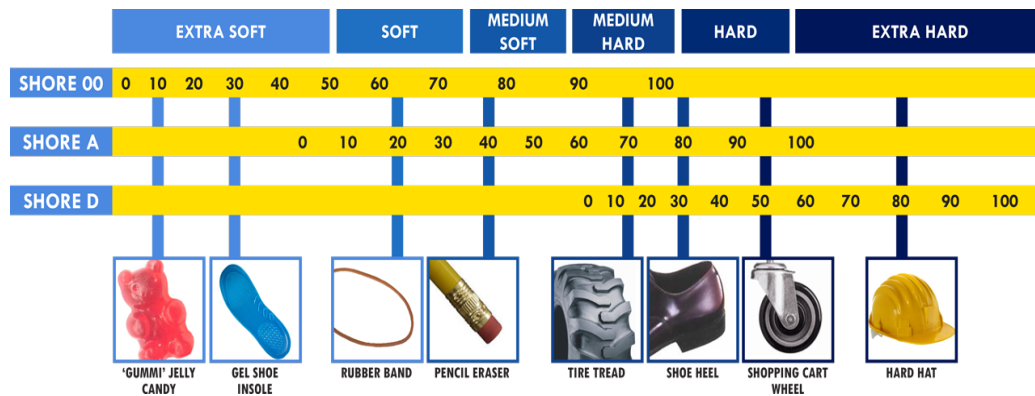 EXTRA SOFT
SOFT
MEDIUM
SOFT
MEDIUM
HARD
HARD
EXTRA HARD
SHORE 00 0 10 20 30 40 50 60 70 80 90 100
SHORE A 0 10 20 30 40 50 60 70 80 90 100
SHORE D 0 10 20 30 40 50 60 70 80 90 100
‘GUMMI’ JELLY
CANDY
GEL SHOE
INSOLE
RUBBER BAND
PENCIL ERASER
TIRE TREAD
SHOE HEEL
SHOPPING CART
WHEEL
HARD HAT